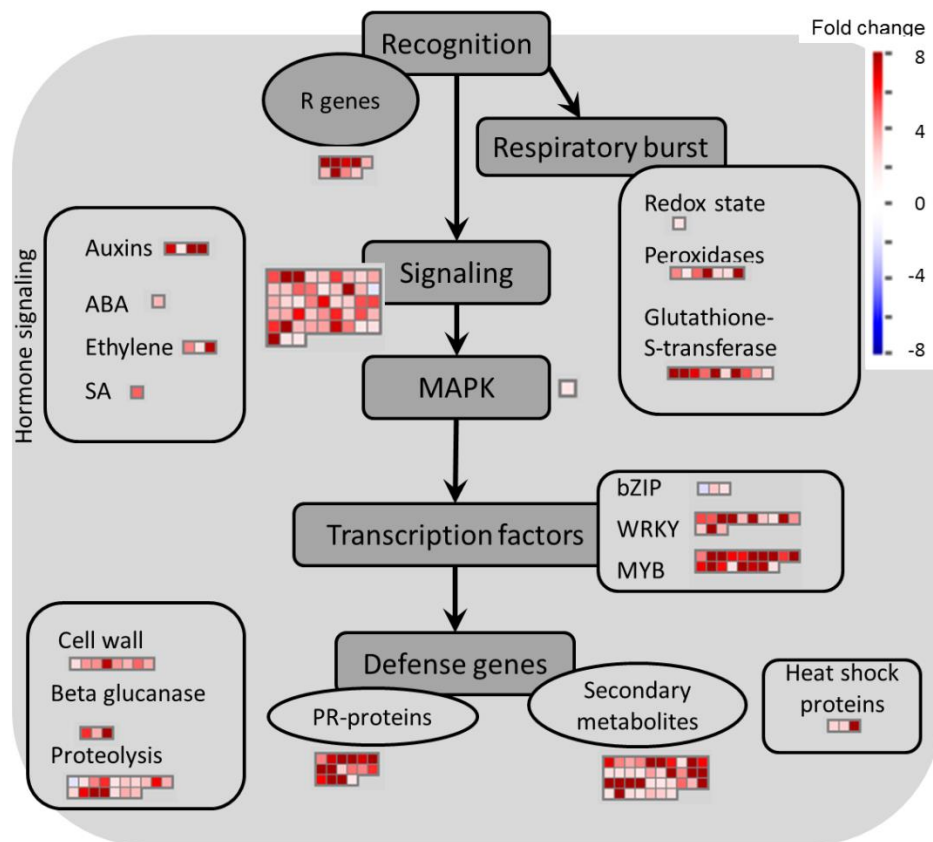 Recognition
Fold change
8
4
0
-4
-8
R genes
Respiratory burst
Redox state
Peroxidases
Glutathione-
S-transferase
Hormone signaling
Auxins
ABA
Ethylene
SA
Signaling
MAPK
Transcription factors
bZIP
WRKY
MYB
Cell wall
Beta glucanase
Proteolysis
Defense genes
PR-proteins
Secondary
metabolites
Heat shock
proteins